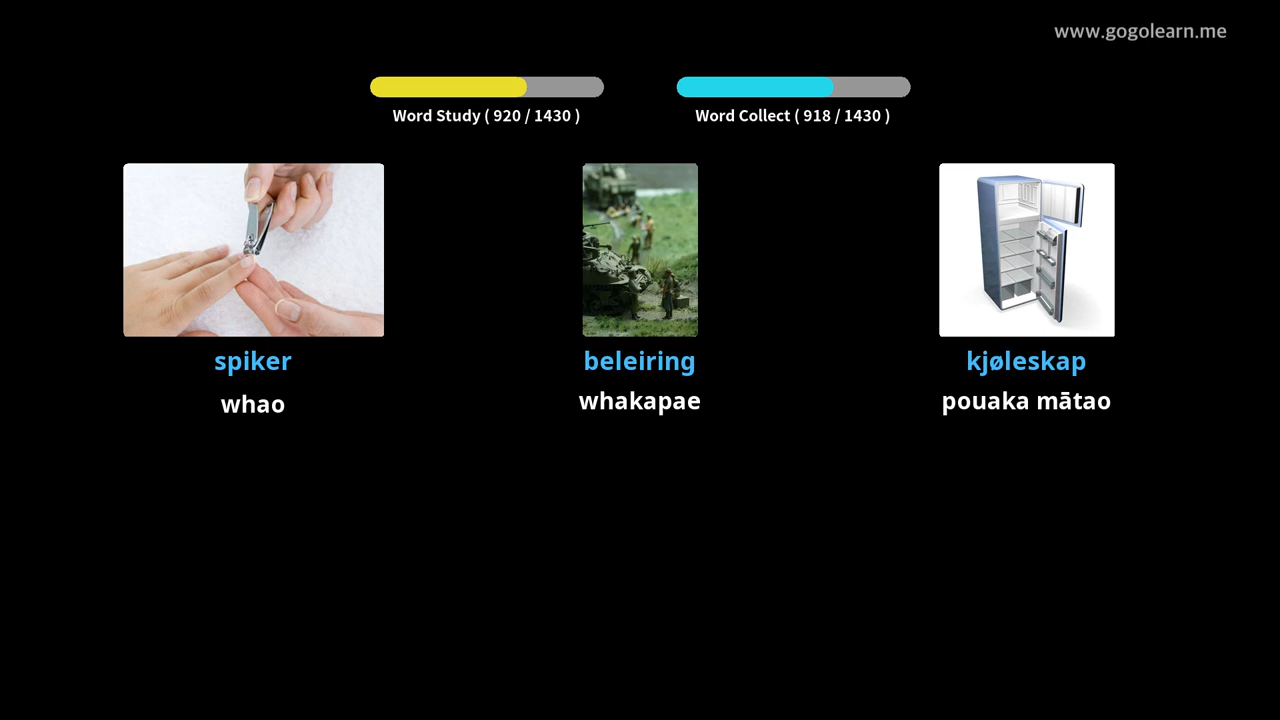 www.gogolearn.me
Word Study ( 920 / 1430 )
Word Collect ( 918 / 1430 )
spiker
whao
beleiring
whakapae
kjøleskap
pouaka mātao